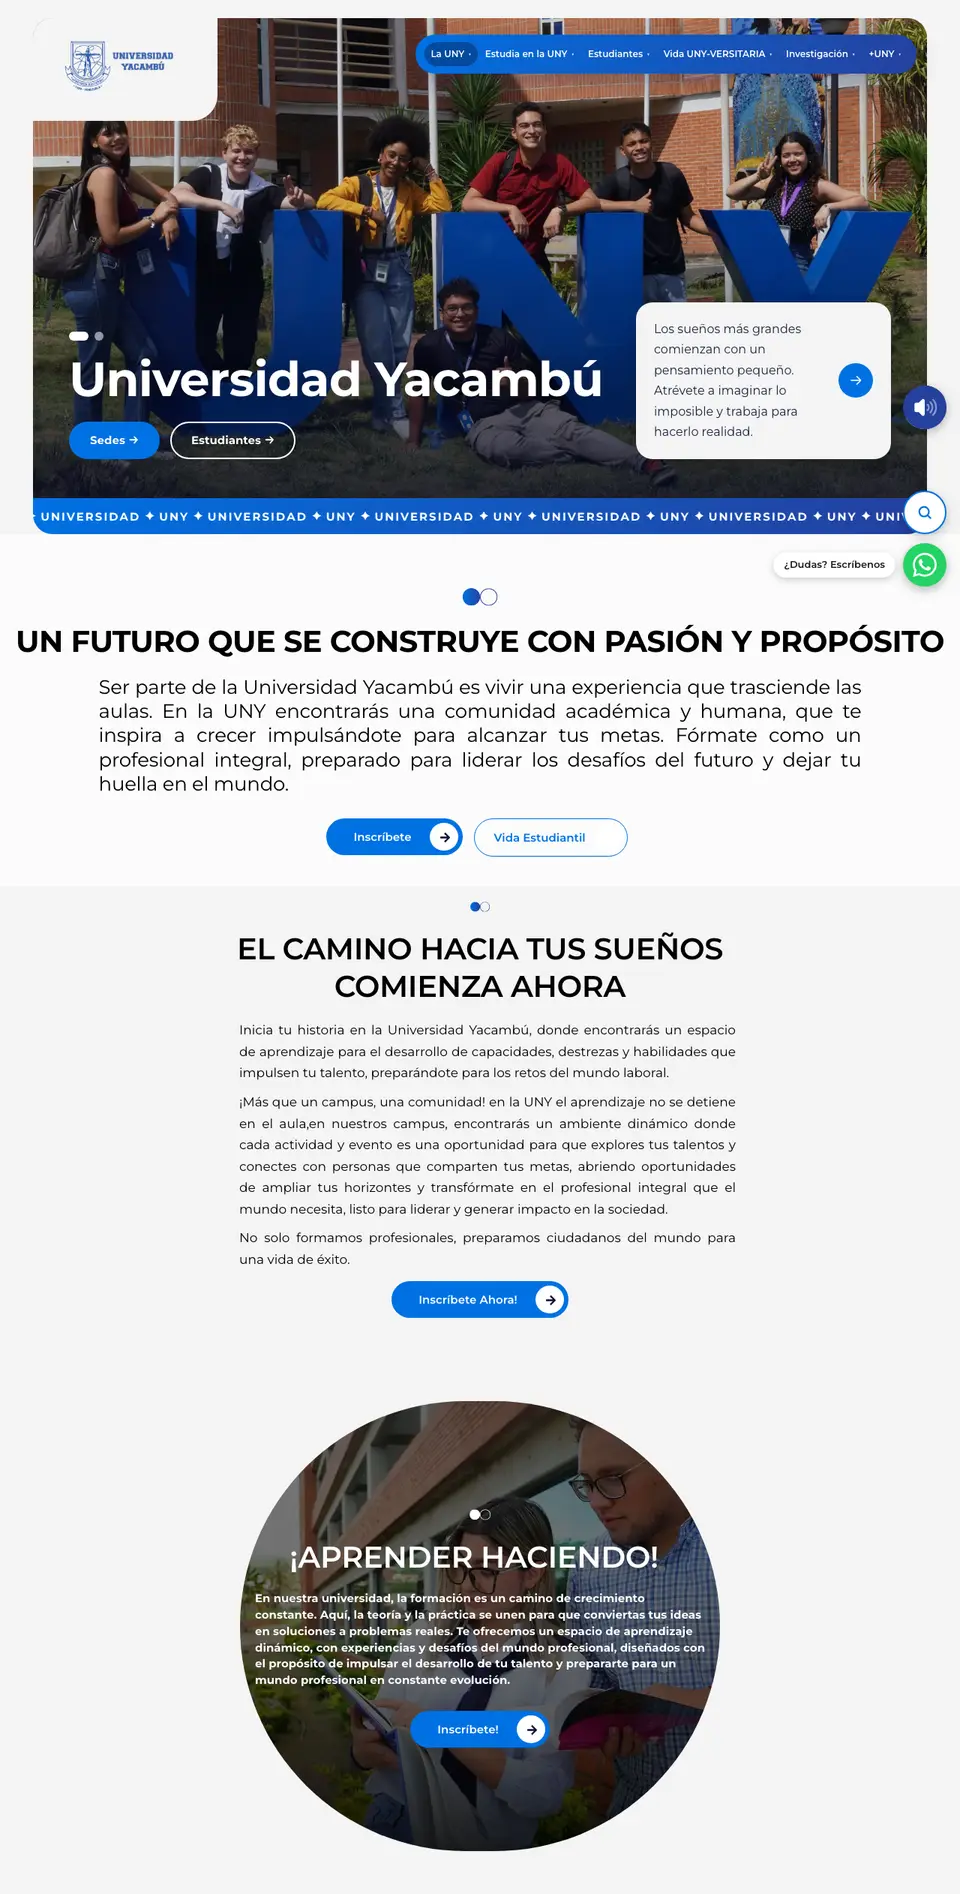 UNIVERSIDAD
YACAMBÚ
La UNY
Estudia en la UNY
Estudiantes
Vida UNY-VERSITARIA
Investigación
+UNY
UNY
Universidad Yacambú
Sedes →
Estudiantes →
Los sueños más grandes
comienzan con un
pensamiento pequeño.
Atrévete a imaginar lo
imposible y trabaja para
hacerlo realidad.
UNIVERSIDAD ✦ UNY ✦ UNIVERSIDAD ✦ UNY ✦ UNIVERSIDAD ✦ UNY ✦ UNIVERSIDAD ✦ UNY ✦ UNIVERSIDAD ✦ UNY ✦ UNI
¿Dudas? Escríbenos
UN FUTURO QUE SE CONSTRUYE CON PASIÓN Y PROPÓSITO
Ser parte de la Universidad Yacambú es vivir una experiencia que trasciende las
aulas. En la UNY encontrarás una comunidad académica y humana, que te
inspira a crecer impulsándote para alcanzar tus metas. Fórmate como un
profesional integral, preparado para liderar los desafíos del futuro y dejar tu
huella en el mundo.
Inscríbete
Vida Estudiantil
EL CAMINO HACIA TUS SUEÑOS
COMIENZA AHORA
Inicia tu historia en la Universidad Yacambú, donde encontrarás un espacio
de aprendizaje para el desarrollo de capacidades, destrezas y habilidades que
impulsen tu talento, preparándote para los retos del mundo laboral.
¡Más que un campus, una comunidad! en la UNY el aprendizaje no se detiene
en el aula,en nuestros campus, encontrarás un ambiente dinámico donde
cada actividad y evento es una oportunidad para que explores tus talentos y
conectes con personas que comparten tus metas, abriendo oportunidades
de ampliar tus horizontes y transfórmate en el profesional integral que el
mundo necesita, listo para liderar y generar impacto en la sociedad.
No solo formamos profesionales, preparamos ciudadanos del mundo para
una vida de éxito.
Inscríbete Ahora!
¡APRENDER HACIENDO!
En nuestra universidad, la formación es un camino de crecimiento
constante. Aquí, la teoría y la práctica se unen para que conviertas tus ideas
en soluciones a problemas reales. Te ofrecemos un espacio de aprendizaje
dinámico, con experiencias y desafíos del mundo profesional, diseñados con
el propósito de impulsar el desarrollo de tu talento y prepararte para un
mundo profesional en constante evolución.
Inscríbete!